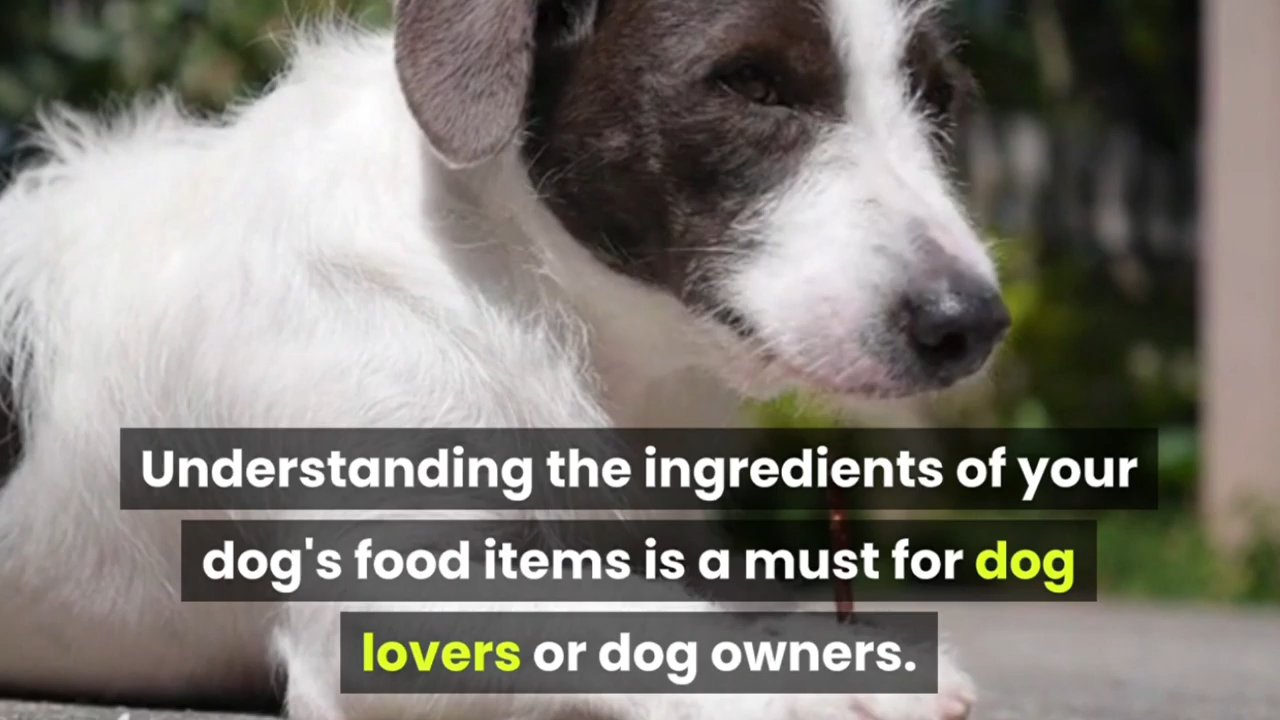 Understanding the ingredients of your
dog's food items is a must for dog
lovers or dog owners.